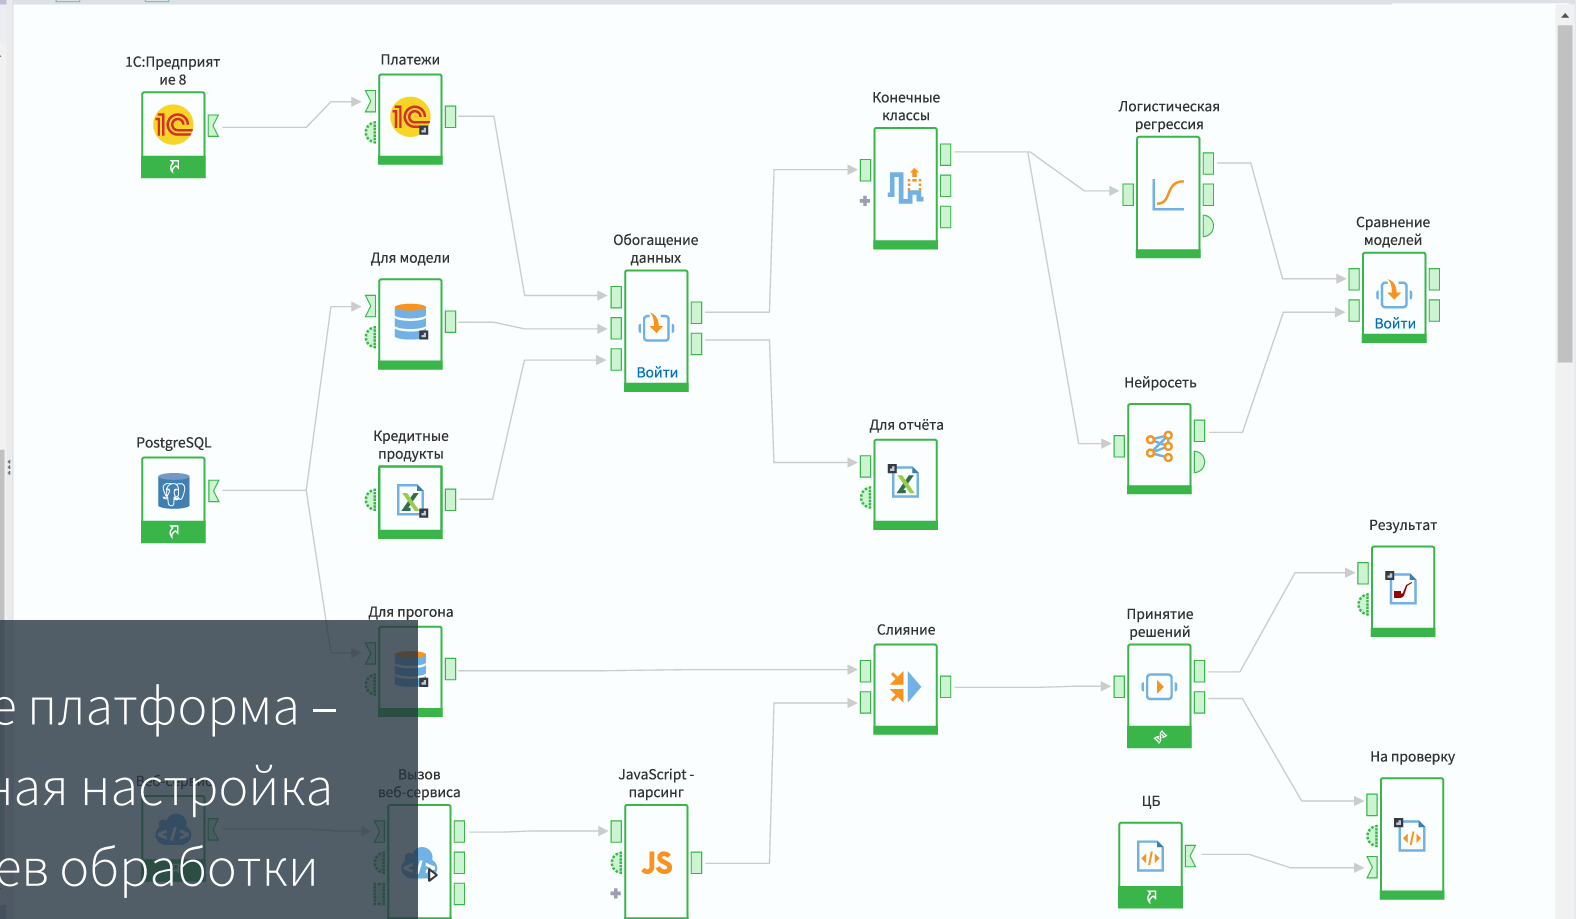 1С:Предприят
ие 8
Платежи
Конечные
классы
Логистическая
регрессия
Сравнение
моделей
Войти
Для модели
Обогащение
данных
Войти
Нейросеть
PostgreSQL
Кредитные
продукты
Для отчёта
Результат
Для прогона
Слияние
Принятие
решений
е платформа –
На проверку
Веб-сервис
Вызов
веб-сервиса
JavaScript -
парсинг
JS
ЦБ
ная настройка
ев обработки